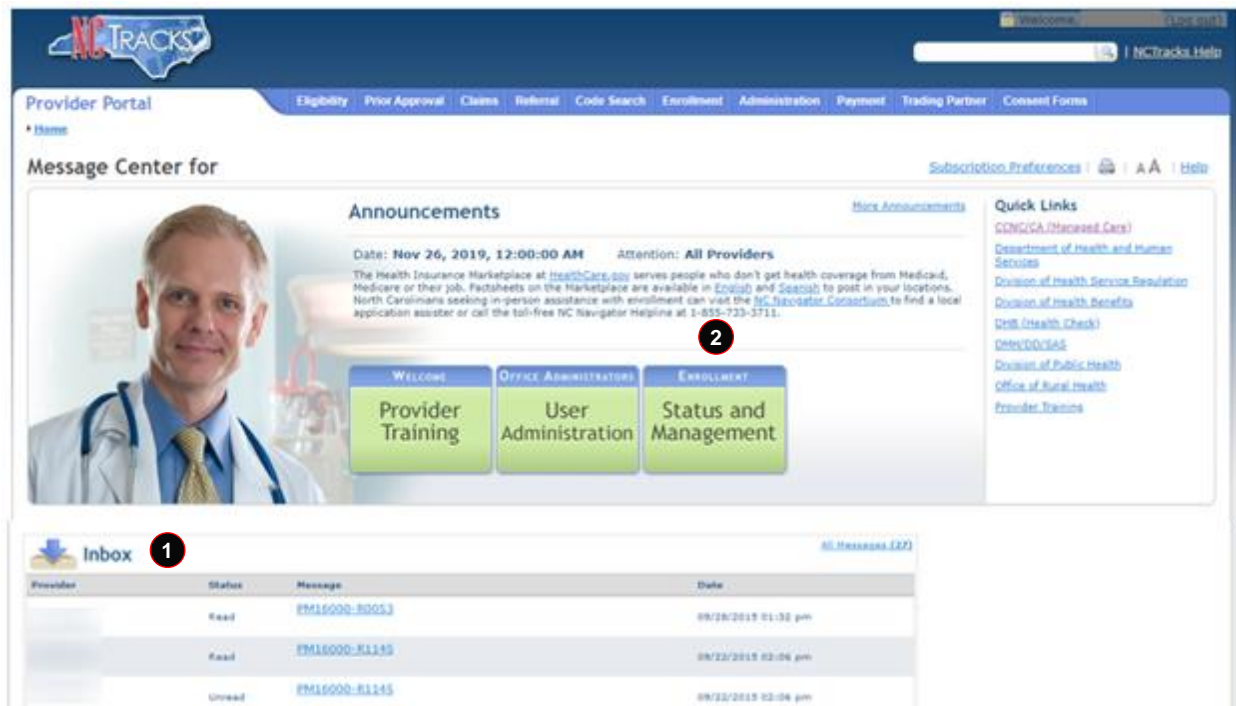 Welcome, (Log out)
NCTRACKS
| NCTracks Help
Provider Portal
Eligibility Prior Approval Claims Referral Code Search Enrollment Administration Payment Trading Partner Consent Forms
Home
Message Center for
Subscription Preferences | | A A | Help
Announcements
More Announcements
Date: Nov 26, 2019, 12:00:00 AM Attention: All Providers
The Health Insurance Marketplace at HealthCare.gov serves people who don't get health coverage from Medicaid,
Medicare or their job. Factsheets on the Marketplace are available in English and Spanish to post in your locations.
North Carolinians seeking in-person assistance with enrollment can visit the NC Navigator Consortium to find a local
application assister or call the toll-free NC Navigator Helpline at 1-855-733-3711.
2
WELCOME
Provider
Training
OFFICE ADMINISTRATORS
User
Administration
ENROLLMENT
Status and
Management
Quick Links
CCNC/CA (Managed Care)
Department of Health and Human
Services
Division of Health Service Regulation
Division of Health Benefits
DHB (Health Check)
DMH/DD/SAS
Division of Public Health
Office of Rural Health
Provider Training
Inbox 1
All Messages (27)
Provider Status Message Date
Read PM16000-R0053 09/28/2015 01:32 pm
Read PM16000-R1145 09/22/2015 02:06 pm
Unread PM16000-R1145 09/22/2015 02:06 pm